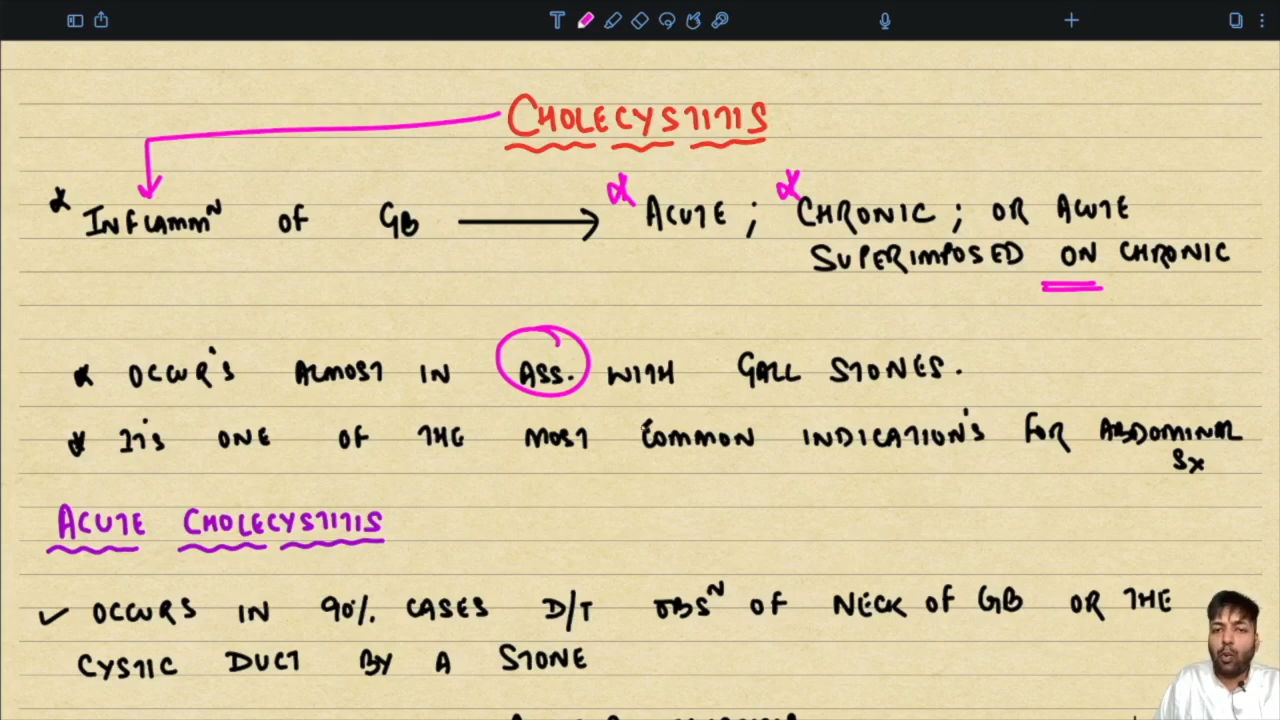 CHOLECYSTITIS
* INFLAMMᴺ OF GB ⟶ * ACUTE ; * CHRONIC ; OR ACUTE
SUPERIMPOSED ON CHRONIC
* OCCUR'S ALMOST IN ASS. WITH GALL STONES.
* IT'S ONE OF THE MOST COMMON INDICATION'S FOR ABDOMINAL
Sx
ACUTE CHOLECYSTITIS
✓ OCCURS IN 90% CASES D/T OBSᴺ OF NECK OF GB OR THE
CYSTIC DUCT BY A STONE